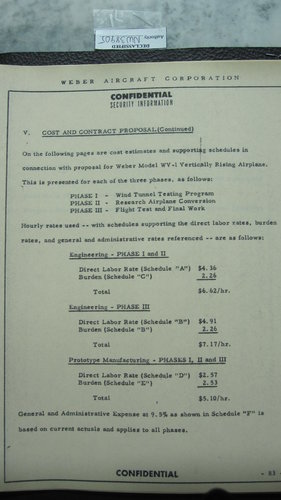 DECLASSIFIED
Authority NND 38905
WEBER AIRCRAFT CORPORATION
CONFIDENTIAL
SECURITY INFORMATION
V. COST AND CONTRACT PROPOSAL (Continued)
On the following pages are cost estimates and supporting schedules in
connection with proposal for Weber Model WV-1 Vertically Rising Airplane.
This is presented for each of the three phases, as follows:
PHASE I - Wind Tunnel Testing Program
PHASE II - Research Airplane Conversion
PHASE III - Flight Test and Final Work
Hourly rates used -- with schedules supporting the direct labor rates, burden
rates, and general and administrative rates referenced -- are as follows:
Engineering - PHASE I and II
Direct Labor Rate (Schedule "A") $4.36
Burden (Schedule "C") 2.26
Total $6.62/hr.
Engineering - PHASE III
Direct Labor Rate (Schedule "B") $4.91
Burden (Schedule "B") 2.26
Total $7.17/hr.
Prototype Manufacturing - PHASES I, II and III
Direct Labor Rate (Schedule "D") $2.57
Burden (Schedule "E") 2.53
Total $5.10/hr.
General and Administrative Expense at 9.5% as shown in Schedule "F" is
based on current actuals and applies to all phases.
CONFIDENTIAL
- 83 -